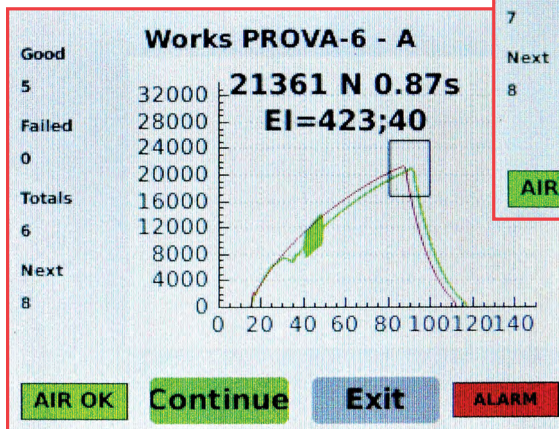 Works PROVA-6 - A
Good
5
Failed
0
Totals
6
Next
8
21361 N 0.87s
EI=423;40
32000
28000
24000
20000
16000
12000
8000
4000
0
0 20 40 60 80 100 120 140
AIR OK
Continue
Exit
ALARM
7
Next
8
AIR